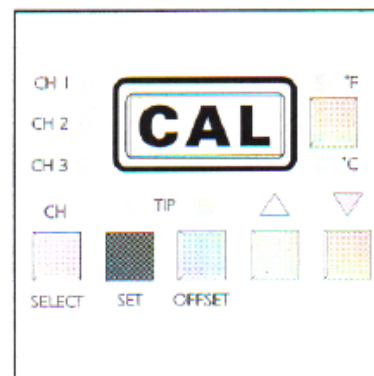 CH 1
°F
CAL
CH 2
CH 3
°C
CH
TIP
SELECT
SET
OFFSET